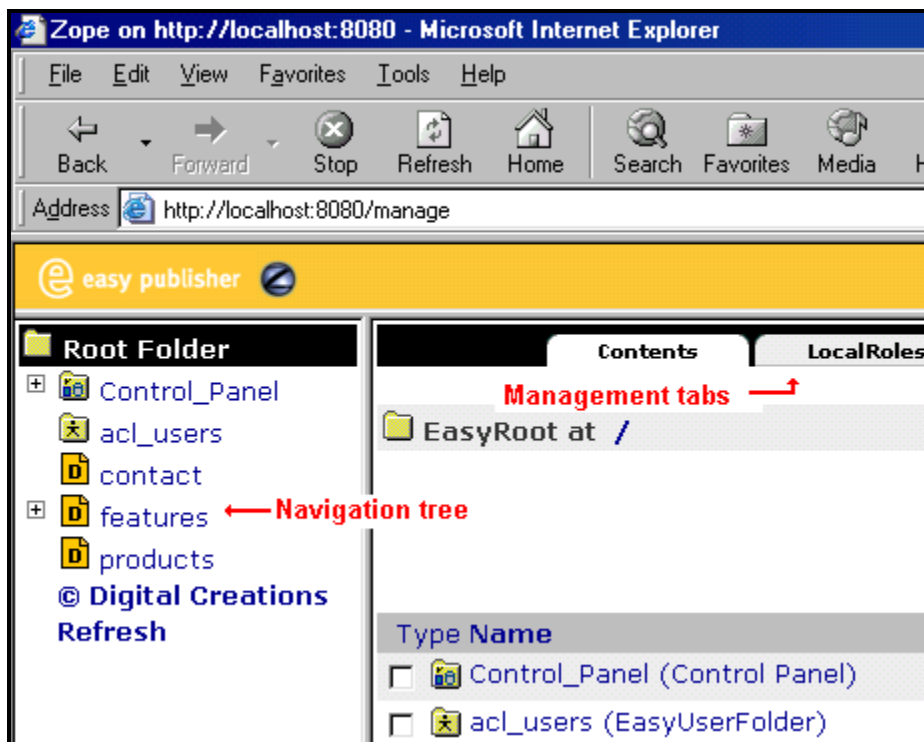 Zope on http://localhost:8080 - Microsoft Internet Explorer
File Edit View Favorites Tools Help
Back Forward Stop Refresh Home Search Favorites Media H
Address http://localhost:8080/manage
e easy publisher
Root Folder
Control_Panel
acl_users
contact
features
products
© Digital Creations
Refresh
Navigation tree
Contents LocalRoles
Management tabs
EasyRoot at /
Type Name
Control_Panel (Control Panel)
acl_users (EasyUserFolder)